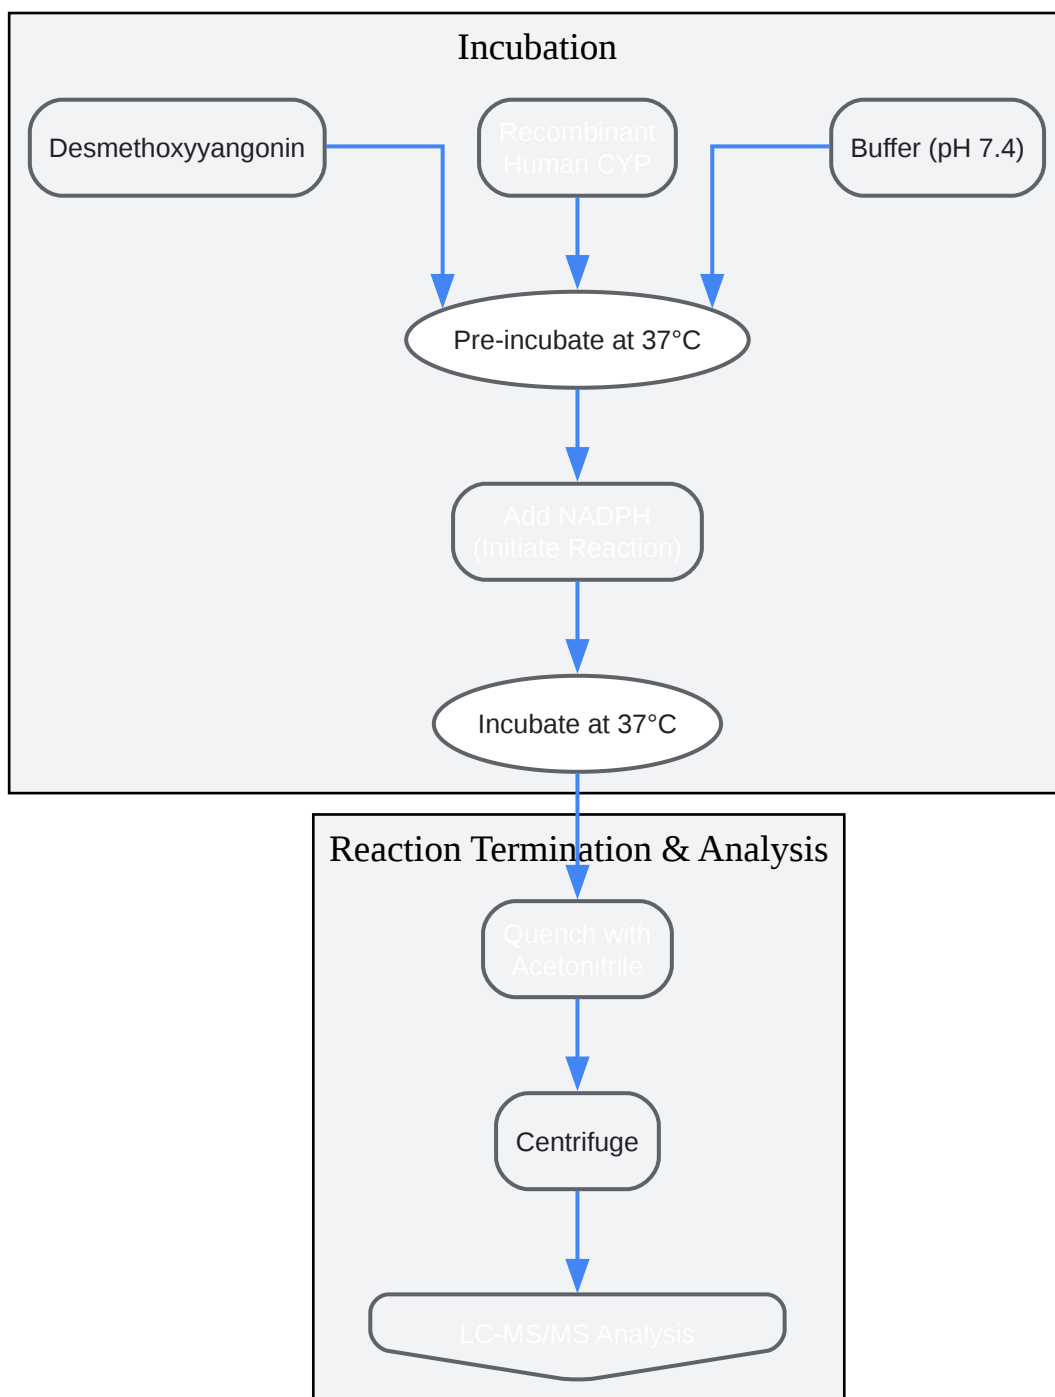 Incubation
Desmethoxyyangonin
Recombinant
Human CYP
Buffer (pH 7.4)
Pre-incubate at 37°C
Add NADPH
(Initiate Reaction)
Incubate at 37°C
Reaction Termination & Analysis
Quench with
Acetonitrile
Centrifuge
LC-MS/MS Analysis